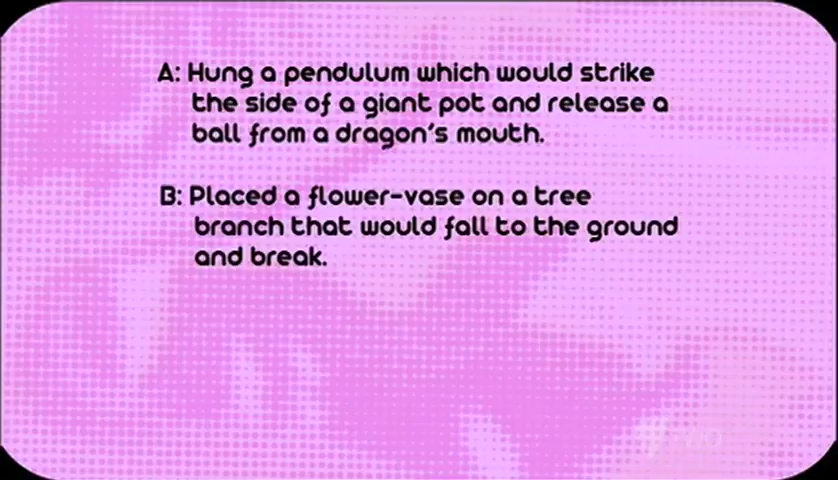 A: Hung a pendulum which would strike
the side of a giant pot and release a
ball from a dragon's mouth.
B: Placed a flower-vase on a tree
branch that would fall to the ground
and break.
TWO